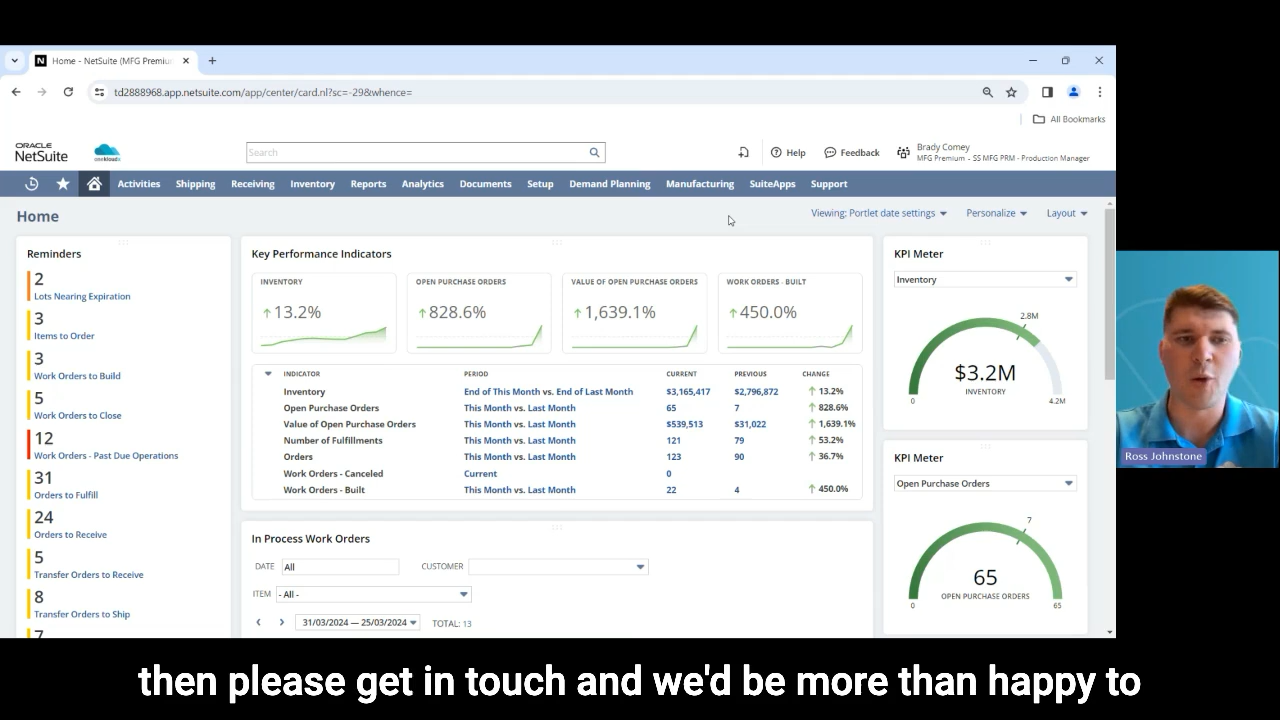 Home - NetSuite (MFG Premiu
td2888968.app.netsuite.com/app/center/card.nl?sc=-29&whence=
All Bookmarks
ORACLE
NetSuite
Search
Help
Feedback
Brady Comey
MFG Premium - SS MFG PRM - Production Manager
Activities Shipping Receiving Inventory Reports Analytics Documents Setup Demand Planning Manufacturing SuiteApps Support
Home
Viewing: Portlet date settings Personalize Layout
Reminders
2
Lots Nearing Expiration
3
Items to Order
3
Work Orders to Build
5
Work Orders to Close
12
Work Orders - Past Due Operations
31
Orders to Fulfill
24
Orders to Receive
5
Transfer Orders to Receive
8
Transfer Orders to Ship
Key Performance Indicators
INVENTORY
13.2%
OPEN PURCHASE ORDERS
828.6%
VALUE OF OPEN PURCHASE ORDERS
1,639.1%
WORK ORDERS - BUILT
450.0%
INDICATOR PERIOD CURRENT PREVIOUS CHANGE
Inventory End of This Month vs. End of Last Month $3,165,417 $2,796,872 13.2%
Open Purchase Orders This Month vs. Last Month 65 7 828.6%
Value of Open Purchase Orders This Month vs. Last Month $539,513 $31,022 1,639.1%
Number of Fulfillments This Month vs. Last Month 121 79 53.2%
Orders This Month vs. Last Month 123 90 36.7%
Work Orders - Canceled Current 0
Work Orders - Built This Month vs. Last Month 22 4 450.0%
In Process Work Orders
DATE All CUSTOMER
ITEM - All -
31/03/2024 — 25/03/2024 TOTAL: 13
KPI Meter
Inventory
2.8M
$3.2M
INVENTORY
0 4.2M
KPI Meter
Open Purchase Orders
7
65
OPEN PURCHASE ORDERS
0 65
Ross Johnstone
then please get in touch and we'd be more than happy to